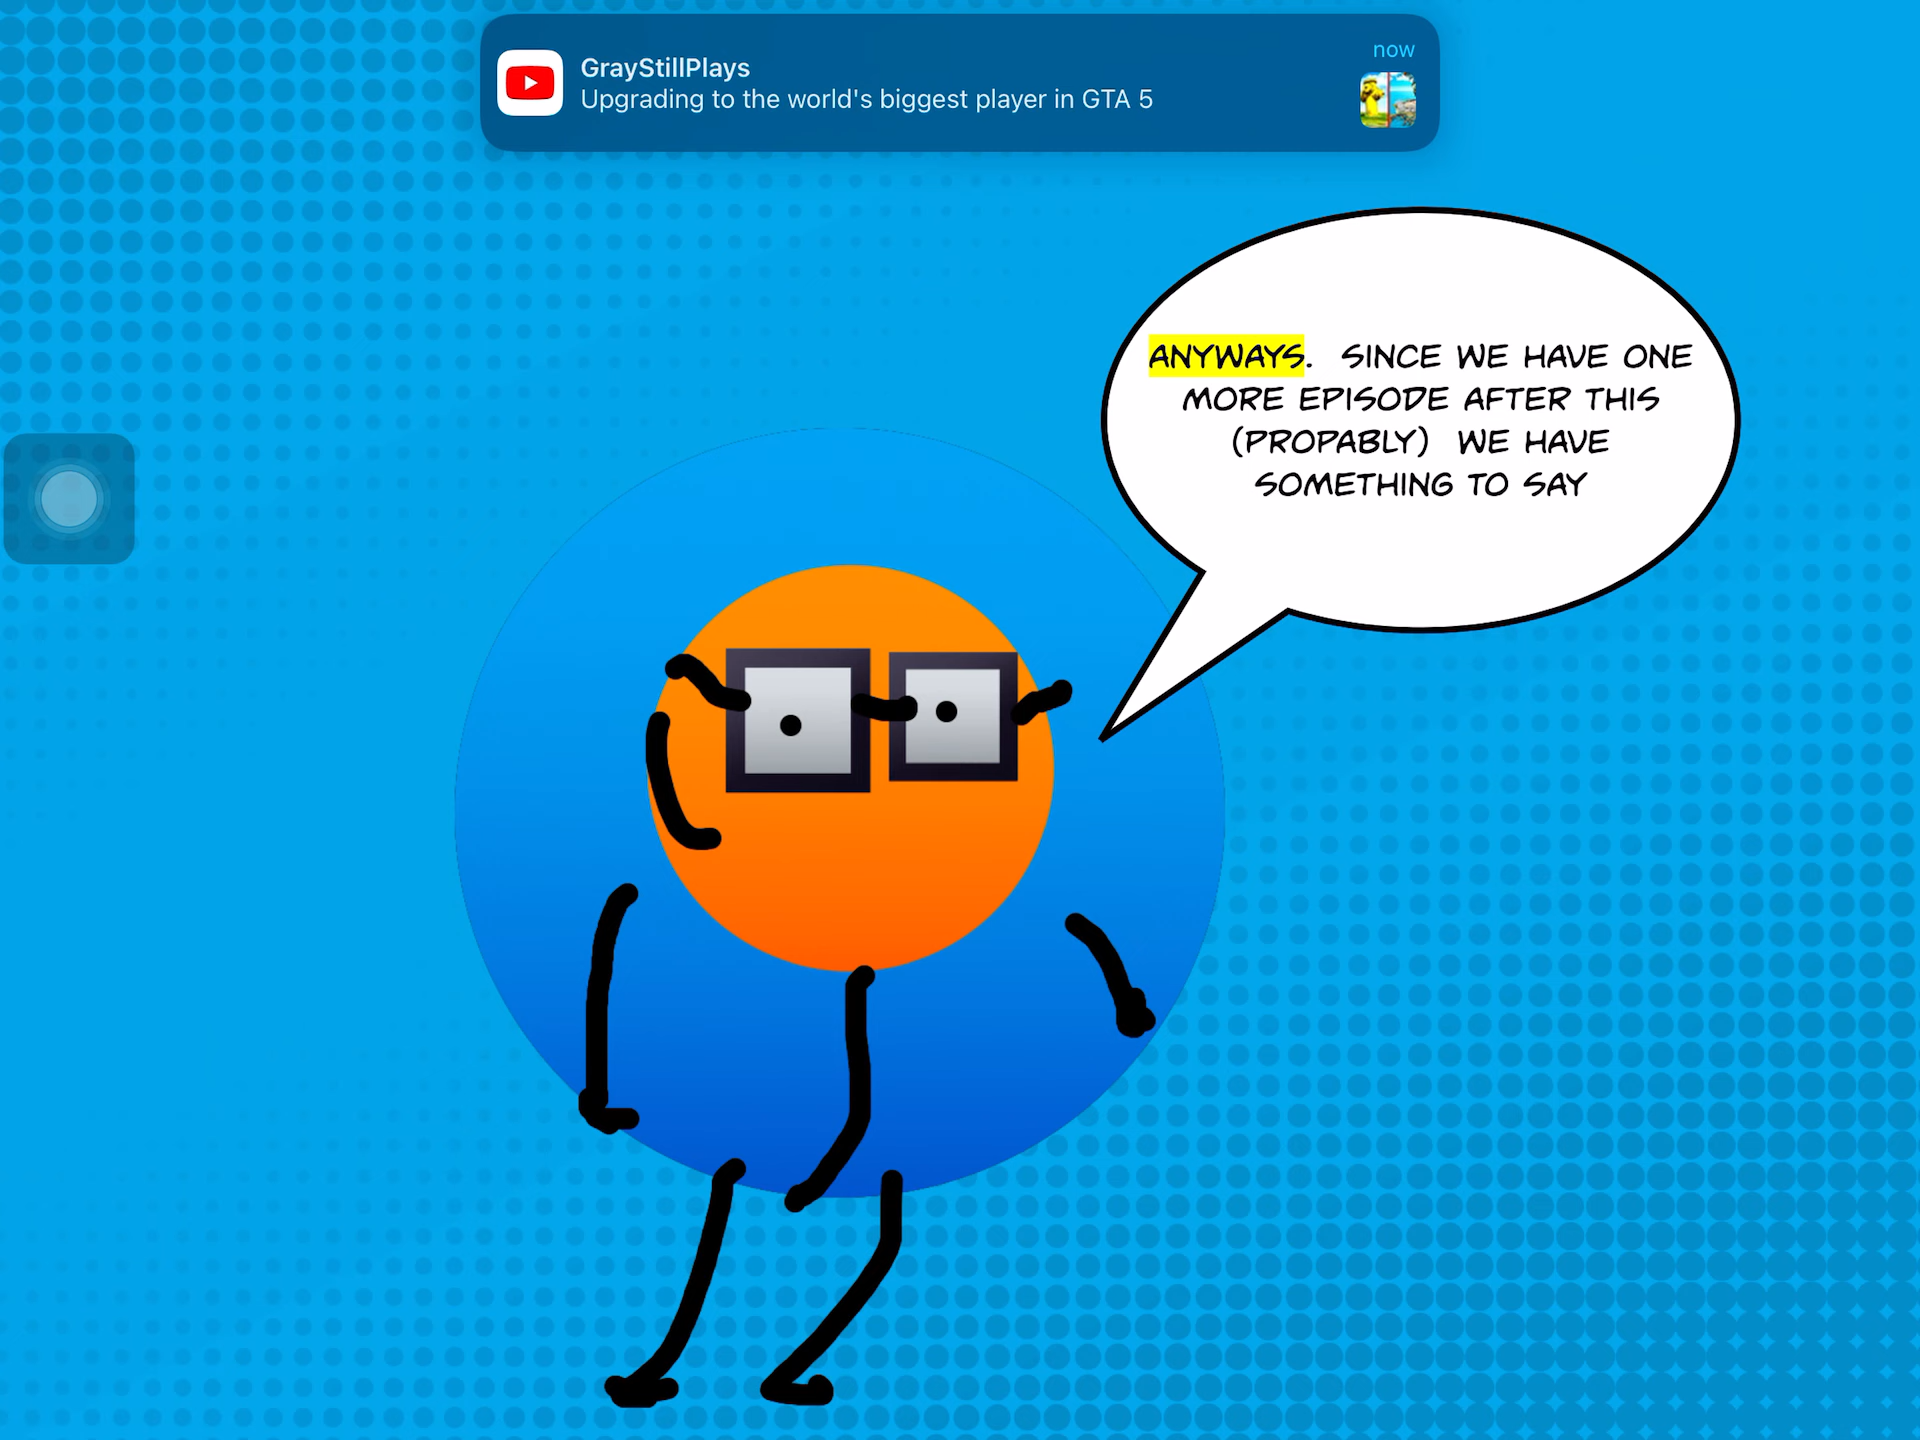 GrayStillPlays
now
Upgrading to the world's biggest player in GTA 5
ANYWAYS. SINCE WE HAVE ONE
MORE EPISODE AFTER THIS
(PROPABLY) WE HAVE
SOMETHING TO SAY